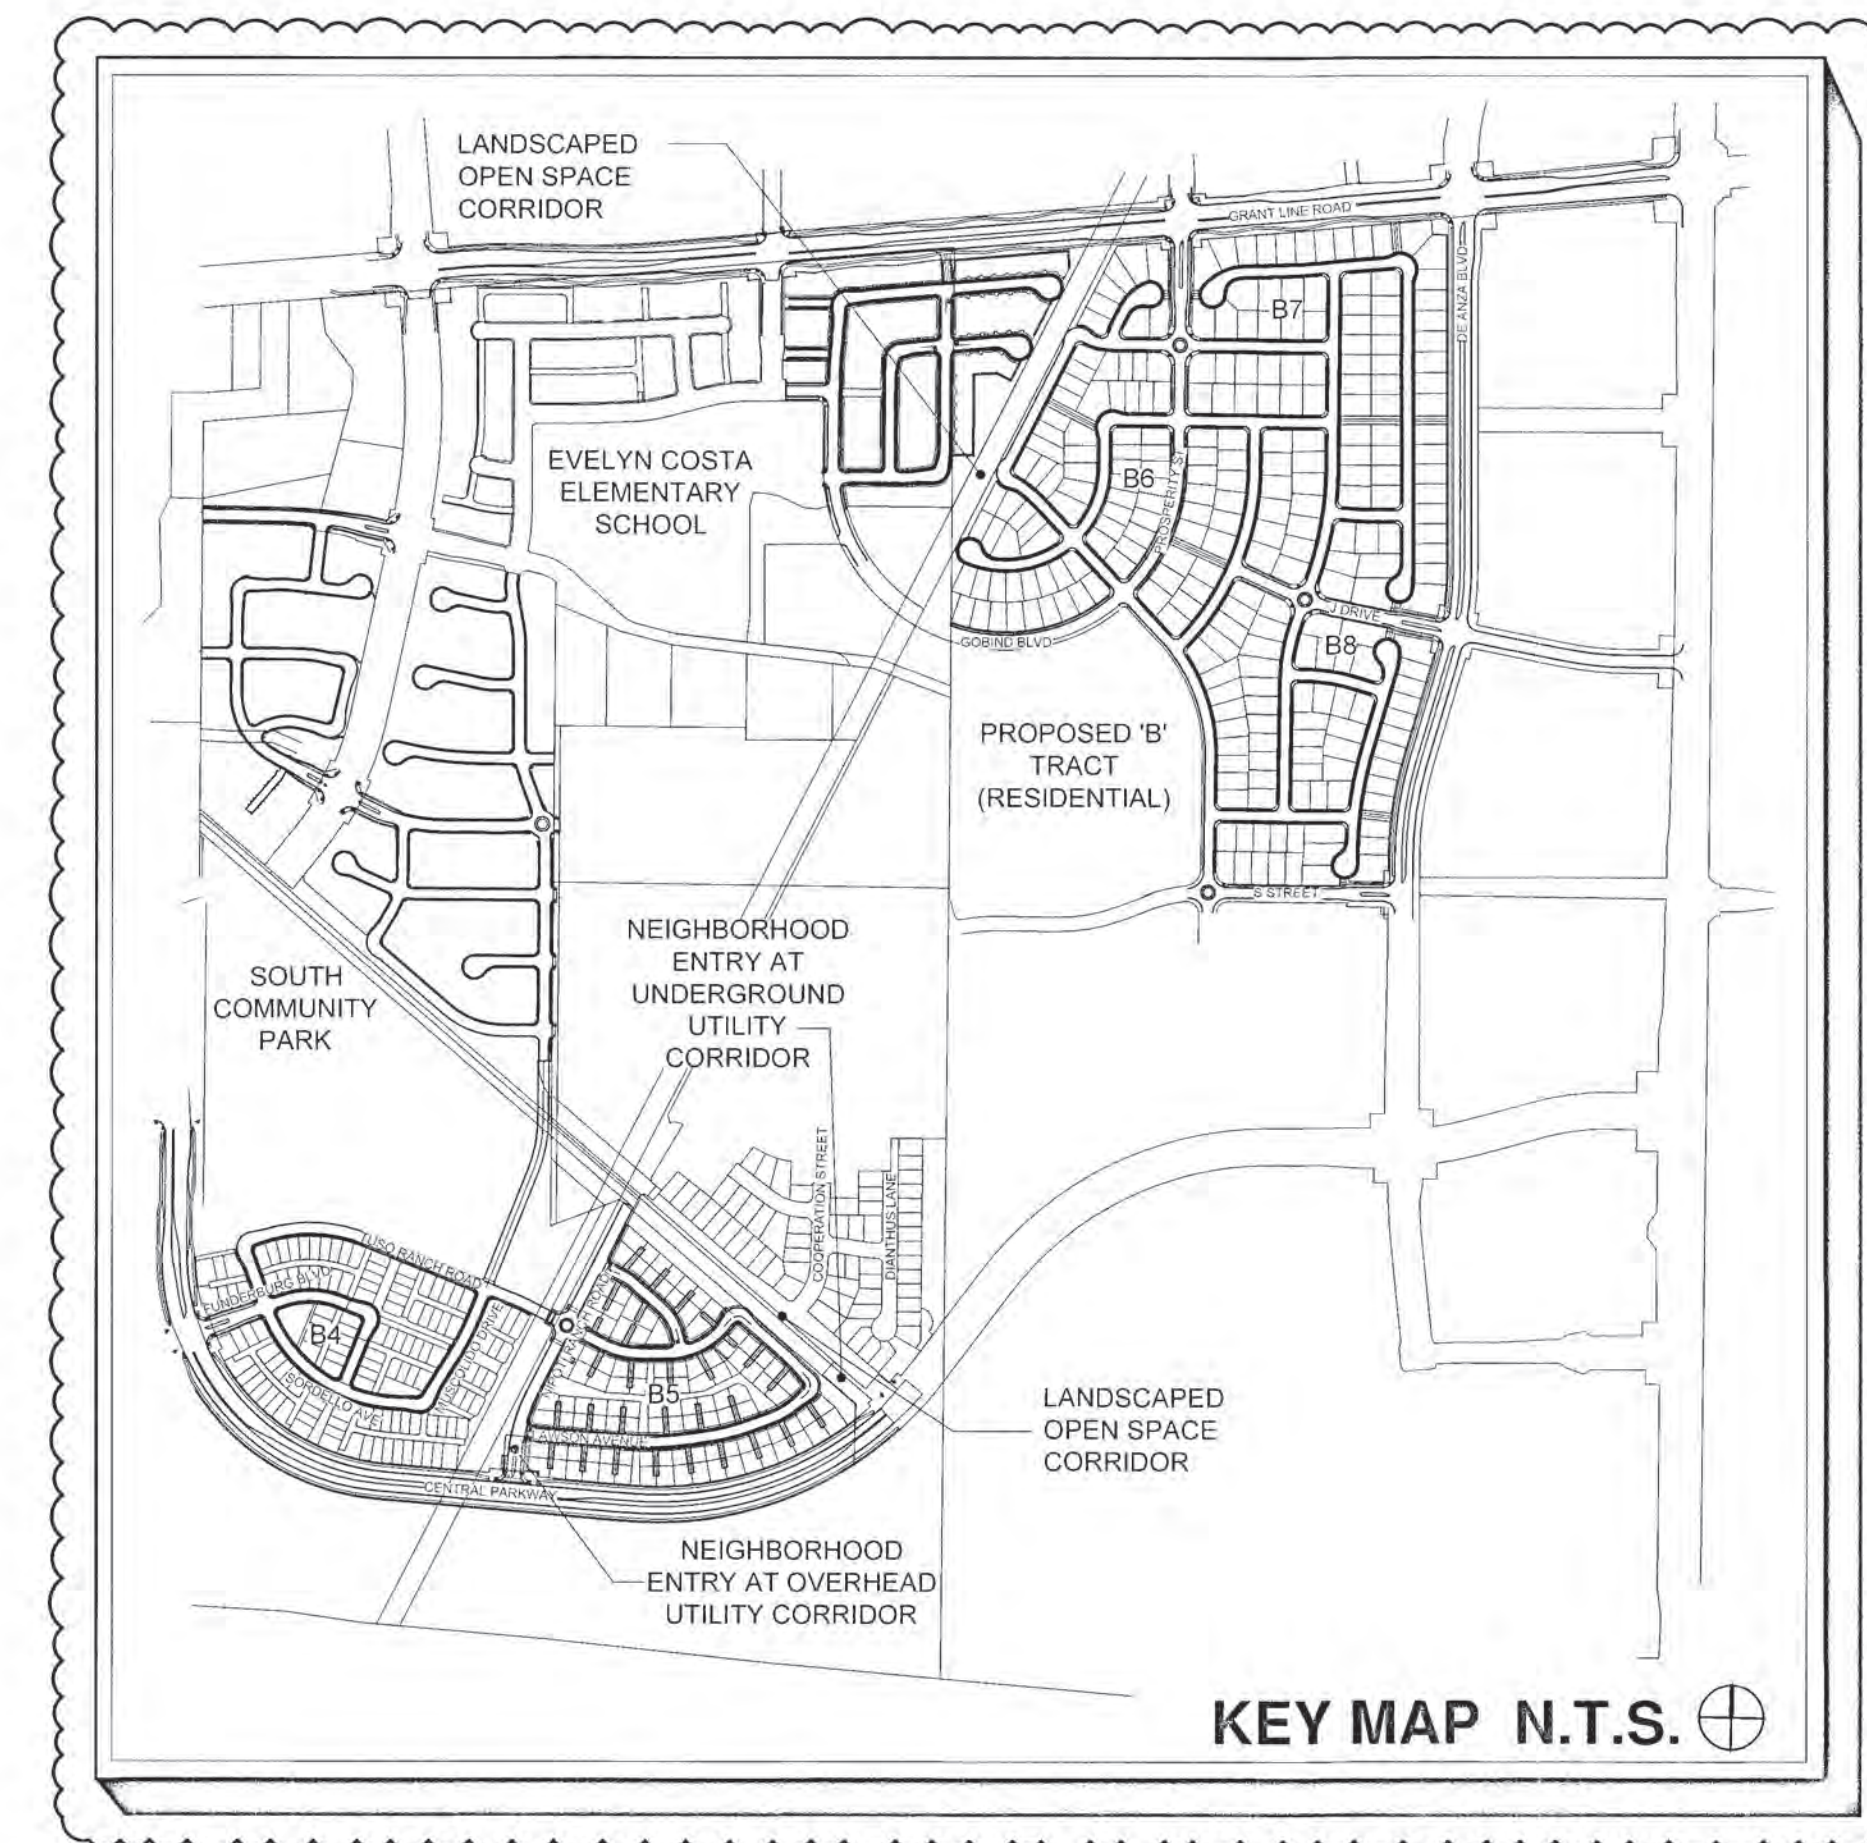 LANDSCAPED
OPEN SPACE
CORRIDOR
GRANT LINE ROAD
DE ANZA BLVD
B7
EVELYN COSTA
ELEMENTARY
SCHOOL
B6
PROSPERITY ST
J DRIVE
GOBIND BLVD
B8
PROPOSED 'B'
TRACT
(RESIDENTIAL)
S STREET
NEIGHBORHOOD
ENTRY AT
UNDERGROUND
UTILITY
CORRIDOR
SOUTH
COMMUNITY
PARK
COOPERATION STREET
DIANTHUS LANE
TUSO RANCH ROAD
FUNDERBURG BLVD
B4
MUSCOLIDO DRIVE
NIPOTI RANCH ROAD
SORDELLO AVE
B5
LAWSON AVENUE
CENTRAL PARKWAY
LANDSCAPED
OPEN SPACE
CORRIDOR
NEIGHBORHOOD
ENTRY AT OVERHEAD
UTILITY CORRIDOR
KEY MAP N.T.S.